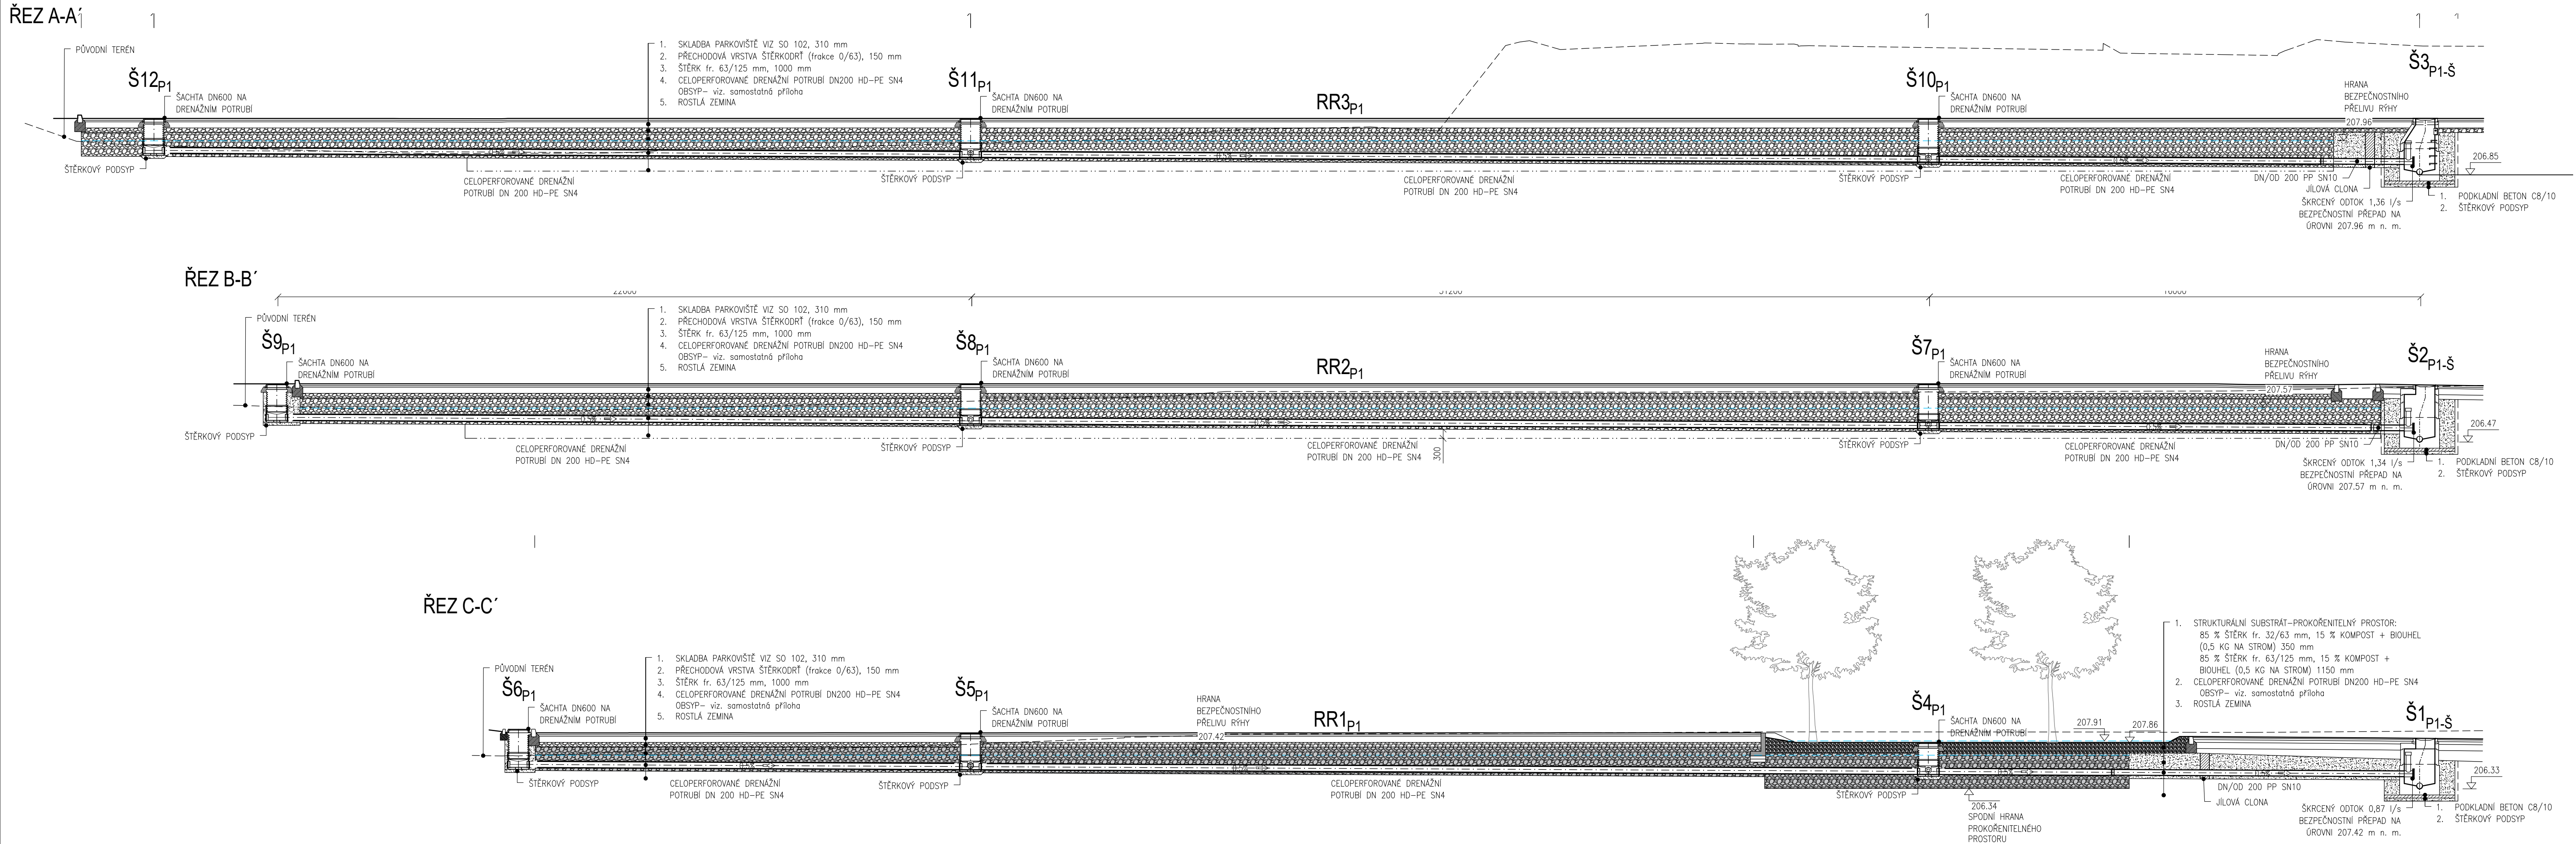 ŘEZ A-A´
PŮVODNÍ TERÉN
Š12P1
ŠACHTA DN600 NA
DRENÁŽNÍM POTRUBÍ
1. SKLADBA PARKOVIŠTĚ VIZ SO 102, 310 mm
2. PŘECHODOVÁ VRSTVA ŠTĚRKODRŤ (frakce 0/63), 150 mm
3. ŠTĚRK fr. 63/125 mm, 1000 mm
4. CELOPERFOROVANÉ DRENÁŽNÍ POTRUBÍ DN200 HD-PE SN4
OBSYP- viz. samostatná příloha
5. ROSTLÁ ZEMINA
Š11P1
ŠACHTA DN600 NA
DRENÁŽNÍM POTRUBÍ
RR3P1
Š10P1
ŠACHTA DN600 NA
DRENÁŽNÍM POTRUBÍ
HRANA
BEZPEČNOSTNÍHO
PŘELIVU RÝHY
207.96
Š3P1-Š
206.85
ŠTĚRKOVÝ PODSYP
CELOPERFOROVANÉ DRENÁŽNÍ
POTRUBÍ DN 200 HD-PE SN4
ŠTĚRKOVÝ PODSYP
CELOPERFOROVANÉ DRENÁŽNÍ
POTRUBÍ DN 200 HD-PE SN4
ŠTĚRKOVÝ PODSYP
CELOPERFOROVANÉ DRENÁŽNÍ
POTRUBÍ DN 200 HD-PE SN4
DN/OD 200 PP SN10
JÍLOVÁ CLONA
ŠKRCENÝ ODTOK 1,36 l/s
BEZPEČNOSTNÍ PŘEPAD NA
ÚROVNI 207.96 m n. m.
1. PODKLADNÍ BETON C8/10
2. ŠTĚRKOVÝ PODSYP
ŘEZ B-B´
PŮVODNÍ TERÉN
Š9P1
ŠACHTA DN600 NA
DRENÁŽNÍM POTRUBÍ
1. SKLADBA PARKOVIŠTĚ VIZ SO 102, 310 mm
2. PŘECHODOVÁ VRSTVA ŠTĚRKODRŤ (frakce 0/63), 150 mm
3. ŠTĚRK fr. 63/125 mm, 1000 mm
4. CELOPERFOROVANÉ DRENÁŽNÍ POTRUBÍ DN200 HD-PE SN4
OBSYP- viz. samostatná příloha
5. ROSTLÁ ZEMINA
Š8P1
ŠACHTA DN600 NA
DRENÁŽNÍM POTRUBÍ
RR2P1
Š7P1
ŠACHTA DN600 NA
DRENÁŽNÍM POTRUBÍ
HRANA
BEZPEČNOSTNÍHO
PŘELIVU RÝHY
207.57
Š2P1-Š
206.47
ŠTĚRKOVÝ PODSYP
CELOPERFOROVANÉ DRENÁŽNÍ
POTRUBÍ DN 200 HD-PE SN4
ŠTĚRKOVÝ PODSYP
CELOPERFOROVANÉ DRENÁŽNÍ
POTRUBÍ DN 200 HD-PE SN4
300
ŠTĚRKOVÝ PODSYP
CELOPERFOROVANÉ DRENÁŽNÍ
POTRUBÍ DN 200 HD-PE SN4
DN/OD 200 PP SN10
ŠKRCENÝ ODTOK 1,34 l/s
BEZPEČNOSTNÍ PŘEPAD NA
ÚROVNI 207.57 m n. m.
1. PODKLADNÍ BETON C8/10
2. ŠTĚRKOVÝ PODSYP
ŘEZ C-C´
PŮVODNÍ TERÉN
Š6P1
ŠACHTA DN600 NA
DRENÁŽNÍM POTRUBÍ
1. SKLADBA PARKOVIŠTĚ VIZ SO 102, 310 mm
2. PŘECHODOVÁ VRSTVA ŠTĚRKODRŤ (frakce 0/63), 150 mm
3. ŠTĚRK fr. 63/125 mm, 1000 mm
4. CELOPERFOROVANÉ DRENÁŽNÍ POTRUBÍ DN200 HD-PE SN4
OBSYP- viz. samostatná příloha
5. ROSTLÁ ZEMINA
Š5P1
ŠACHTA DN600 NA
DRENÁŽNÍM POTRUBÍ
HRANA
BEZPEČNOSTNÍHO
PŘELIVU RÝHY
207.42
RR1P1
Š4P1
ŠACHTA DN600 NA
DRENÁŽNÍM POTRUBÍ
207.91
207.86
1. STRUKTURÁLNÍ SUBSTRÁT-PROKOŘENITELNÝ PROSTOR:
85 % ŠTĚRK fr. 32/63 mm, 15 % KOMPOST + BIOUHEL
(0,5 KG NA STROM) 350 mm
85 % ŠTĚRK fr. 63/125 mm, 15 % KOMPOST +
BIOUHEL (0,5 KG NA STROM) 1150 mm
2. CELOPERFOROVANÉ DRENÁŽNÍ POTRUBÍ DN200 HD-PE SN4
OBSYP- viz. samostatná příloha
3. ROSTLÁ ZEMINA
Š1P1-Š
206.33
ŠTĚRKOVÝ PODSYP
CELOPERFOROVANÉ DRENÁŽNÍ
POTRUBÍ DN 200 HD-PE SN4
ŠTĚRKOVÝ PODSYP
CELOPERFOROVANÉ DRENÁŽNÍ
POTRUBÍ DN 200 HD-PE SN4
ŠTĚRKOVÝ PODSYP
206.34
SPODNÍ HRANA
PROKOŘENITELNÉHO
PROSTORU
DN/OD 200 PP SN10
JÍLOVÁ CLONA
ŠKRCENÝ ODTOK 0,87 l/s
BEZPEČNOSTNÍ PŘEPAD NA
ÚROVNI 207.42 m n. m.
1. PODKLADNÍ BETON C8/10
2. ŠTĚRKOVÝ PODSYP